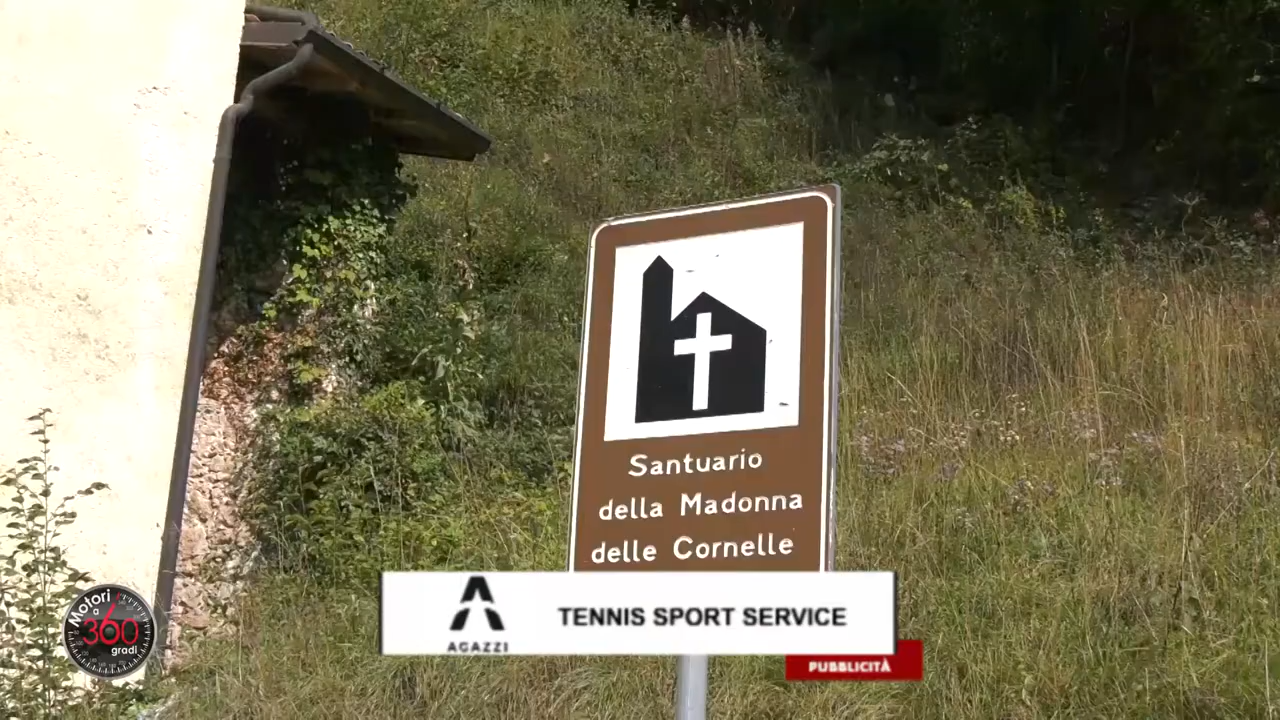 Santuario
della Madonna
delle Cornelle
AGAZZI
TENNIS SPORT SERVICE
PUBBLICITÀ
Motori
a
360
gradi